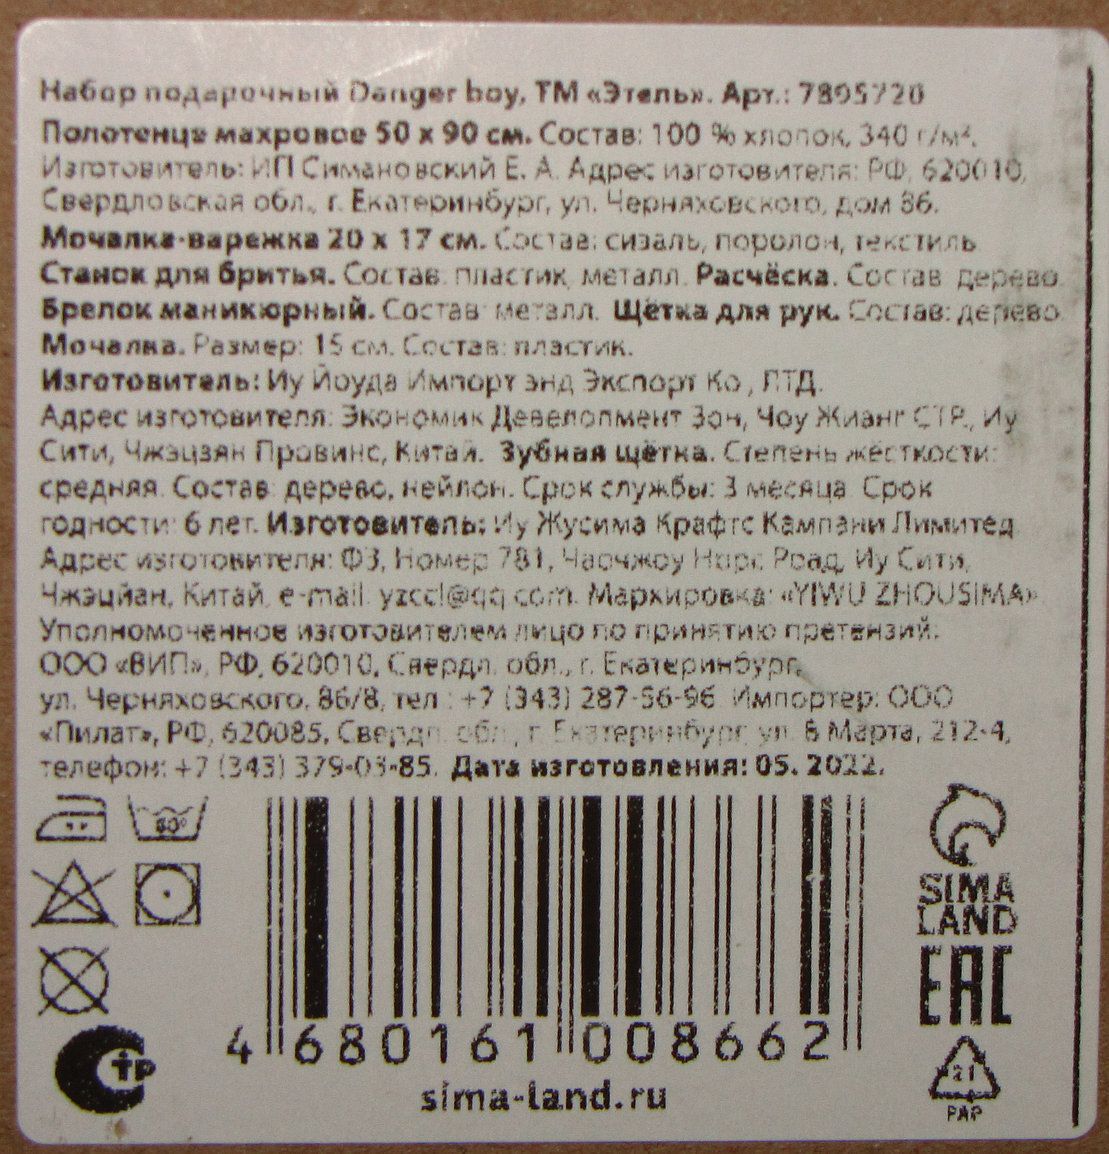 Набор подарочный Danger boy, ТМ «Этель». Арт.: 7895720
Полотенце махровое 50 х 90 см. Состав: 100 % хлопок, 340 г/м².
Изготовитель: ИП Симановский Е. А. Адрес изготовителя: РФ, 620010,
Свердловская обл., г. Екатеринбург, ул. Черняховского, дом 86.
Мочалка-варежка 20 х 17 см. Состав: сизаль, поролон, текстиль.
Станок для бритья. Состав: пластик, металл. Расчёска. Состав: дерево.
Брелок маникюрный. Состав: металл. Щётка для рук. Состав: дерево.
Мочалка. Размер: 15 см. Состав: пластик.
Изготовитель: Иу Йоуда Импорт энд Экспорт Ко., ЛТД.
Адрес изготовителя: Экономик Девелопмент Зон, Чоу Жианг СТР., Иу
Сити, Чжэцзян Провинс, Китай. Зубная щётка. Степень жёсткости:
средняя. Состав: дерево, нейлон. Срок службы: 3 месяца. Срок
годности: 6 лет. Изготовитель: Иу Жусима Крафтс Кампани Лимитед.
Адрес изготовителя: Ф3, Номер 781, Чаочжоу Норс Роад, Иу Сити,
Чжэцйан, Китай, e-mail: yzccl@qq.com. Маркировка: «YIWU ZHOUSIMA».
Уполномоченное изготовителем лицо по принятию претензий:
ООО «ВИП», РФ, 620010, Свердл. обл., г. Екатеринбург,
ул. Черняховского, 86/8, тел.: +7 (343) 287-56-96. Импортер: ООО
«Пилат», РФ, 620085, Свердл. обл., г. Екатеринбург, ул. 8 Марта, 212-4,
телефон: +7 (343) 379-03-85. Дата изготовления: 05. 2022.
SIMA
LAND
EAC
тр
4 680161 008662
21
PAP
sima-land.ru